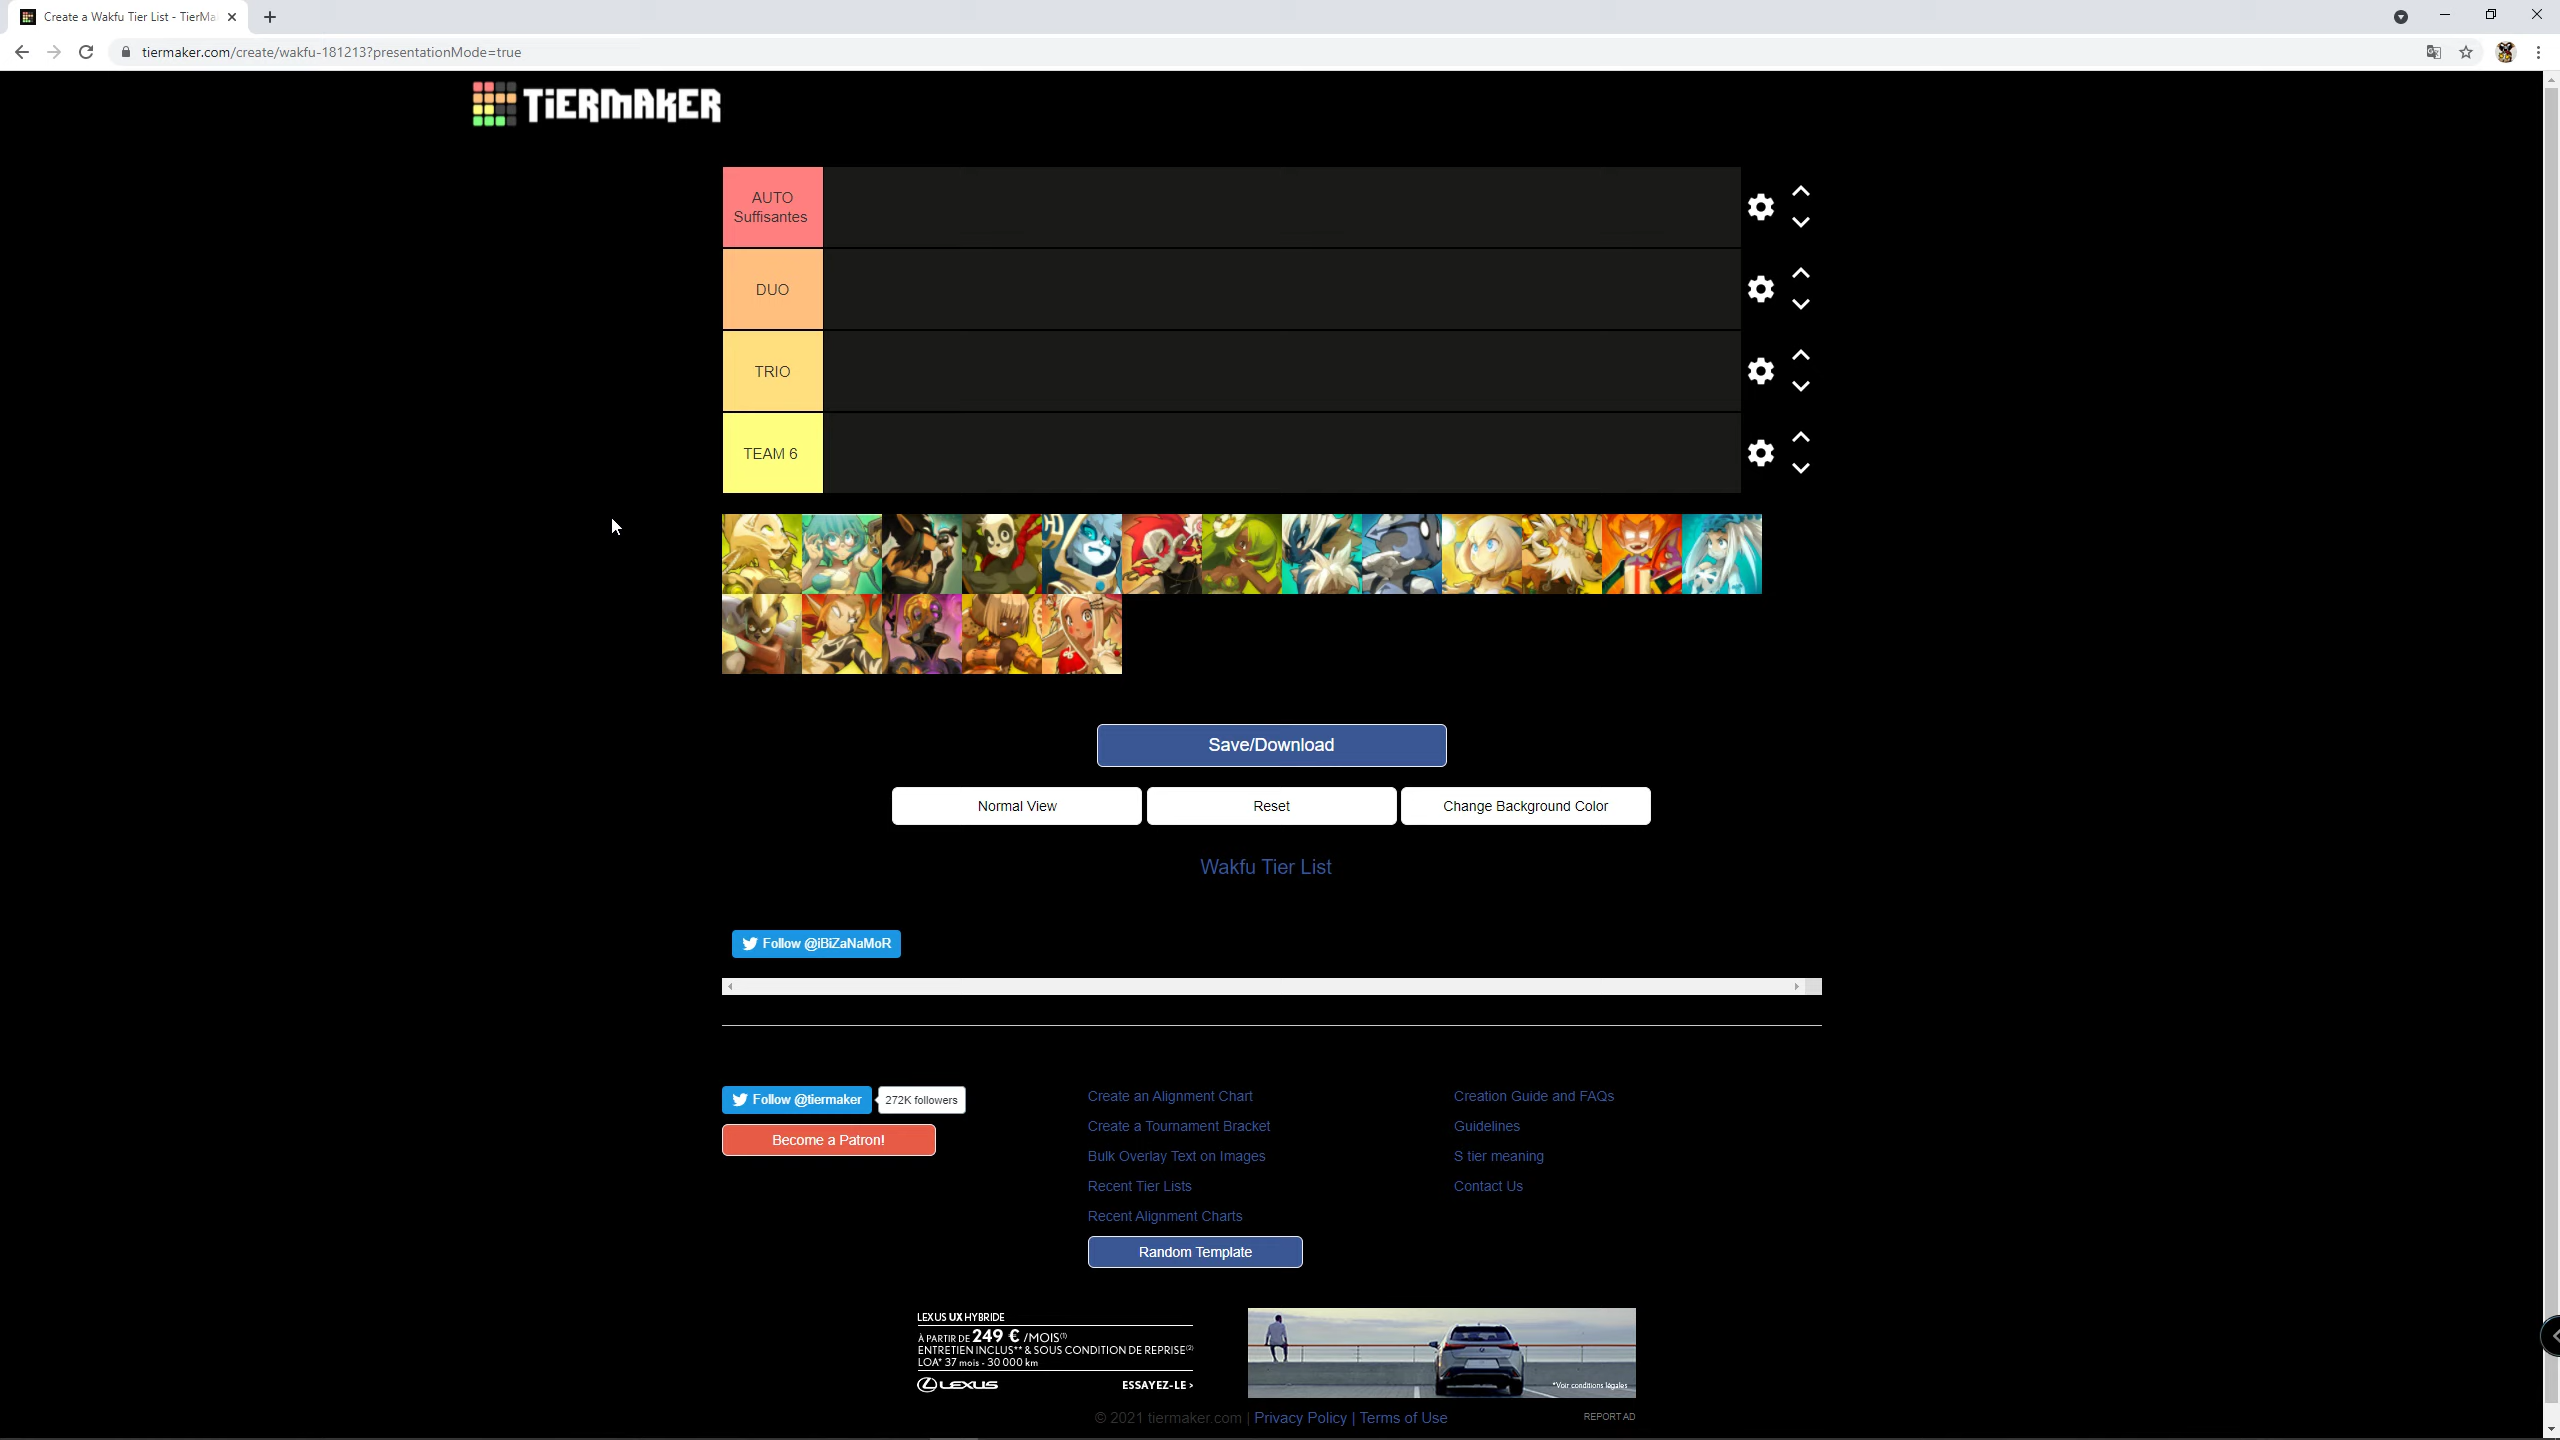 Create a Wakfu Tier List - TierMa
tiermaker.com/create/wakfu-181213?presentationMode=true
TiERMAKER
AUTO
Suffisantes
DUO
TRIO
TEAM 6
Save/Download
Normal View
Reset
Change Background Color
Wakfu Tier List
Follow @iBiZaNaMoR
Follow @tiermaker
272K followers
Become a Patron!
Create an Alignment Chart
Create a Tournament Bracket
Bulk Overlay Text on Images
Recent Tier Lists
Recent Alignment Charts
Random Template
Creation Guide and FAQs
Guidelines
S tier meaning
Contact Us
LEXUS UX HYBRIDE
À PARTIR DE 249 € /MOIS(1)
ENTRETIEN INCLUS** & SOUS CONDITION DE REPRISE(2)
LOA* 37 mois - 30 000 km
LEXUS
ESSAYEZ-LE >
*Voir conditions légales
© 2021 tiermaker.com | Privacy Policy | Terms of Use
REPORT AD